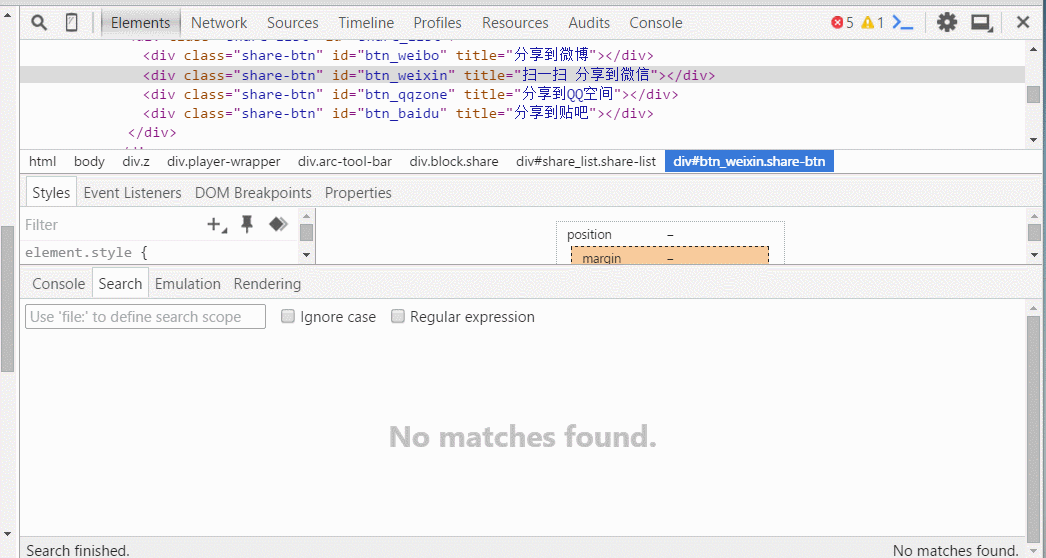 Elements Network Sources Timeline Profiles Resources Audits Console 5 1
<div class="share-list" id="share_list">
<div class="share-btn" id="btn_weibo" title="分享到微博"></div>
<div class="share-btn" id="btn_weixin" title="扫一扫 分享到微信"></div>
<div class="share-btn" id="btn_qqzone" title="分享到QQ空间"></div>
<div class="share-btn" id="btn_baidu" title="分享到贴吧"></div>
</div>
html body div.z div.player-wrapper div.arc-tool-bar div.block.share div#share_list.share-list div#btn_weixin.share-btn
Styles Event Listeners DOM Breakpoints Properties
Filter
element.style {
position –
margin –
Console Search Emulation Rendering
Use 'file:' to define search scope Ignore case Regular expression
No matches found.
Search finished. No matches found.